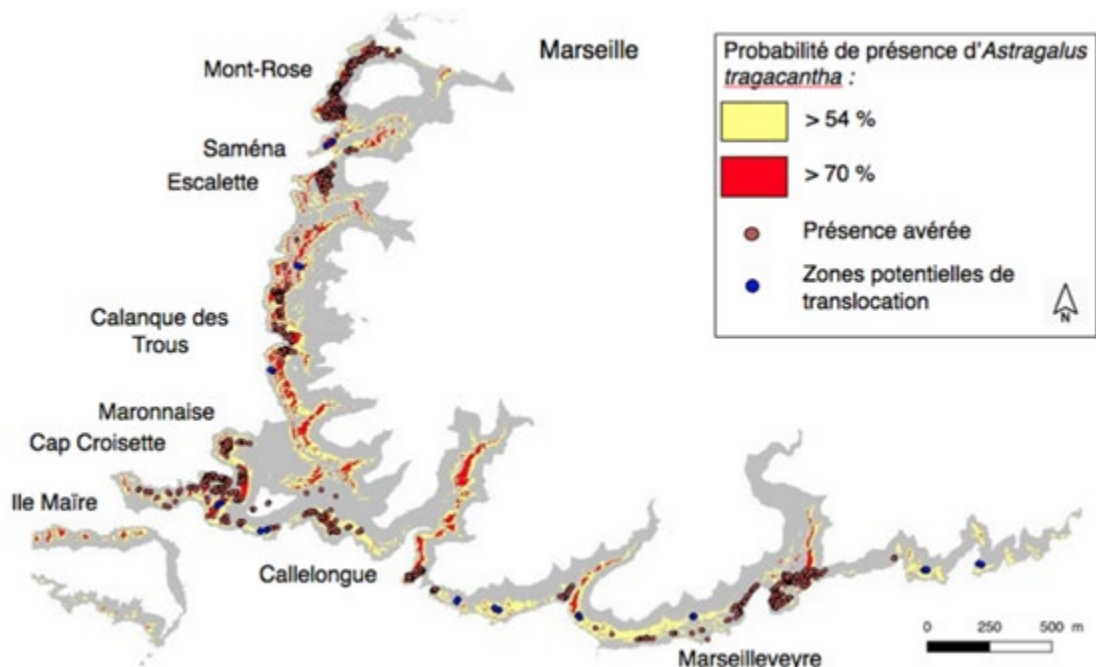 Marseille
Mont-Rose
Saména
Escalette
Calanque des
Trous
Maronnaise
Cap Croisette
Ile Maïre
Callelongue
Marseilleveyre
Probabilité de présence d'Astragalus
tragacantha :
> 54 %
> 70 %
Présence avérée
Zones potentielles de
translocation
N
0 250 500 m